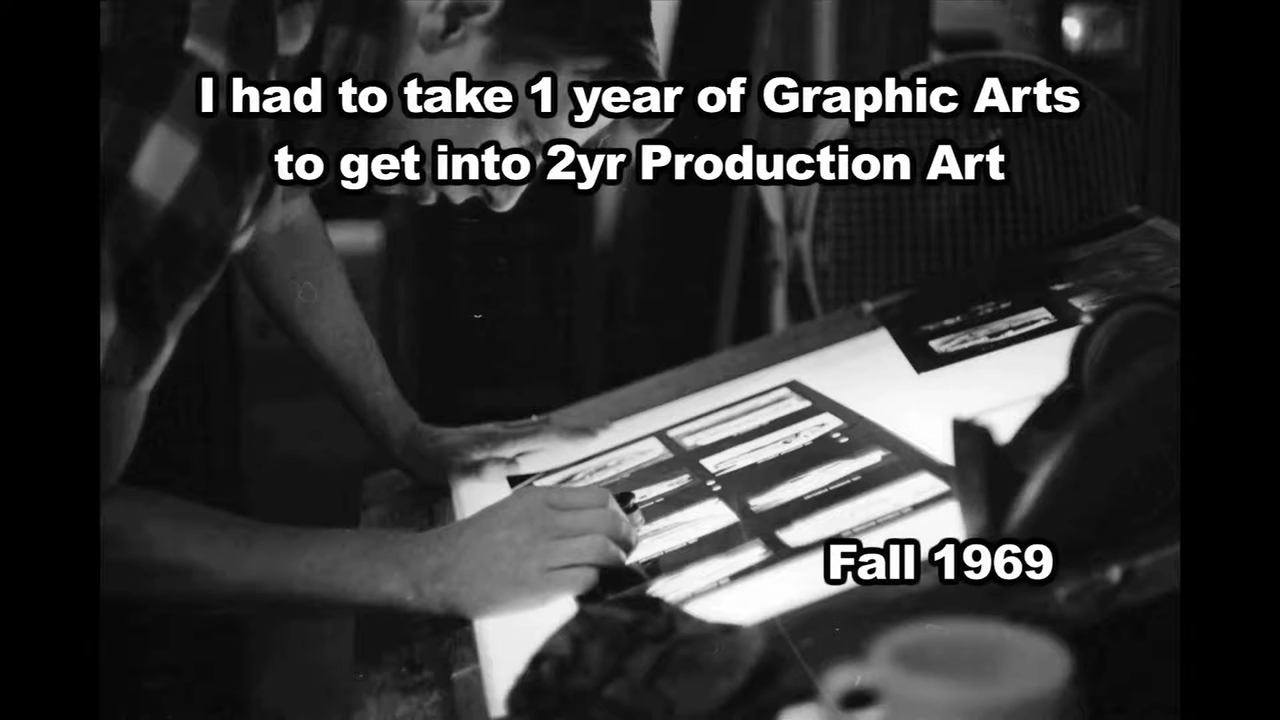 I had to take 1 year of Graphic Arts
to get into 2yr Production Art
Fall 1969